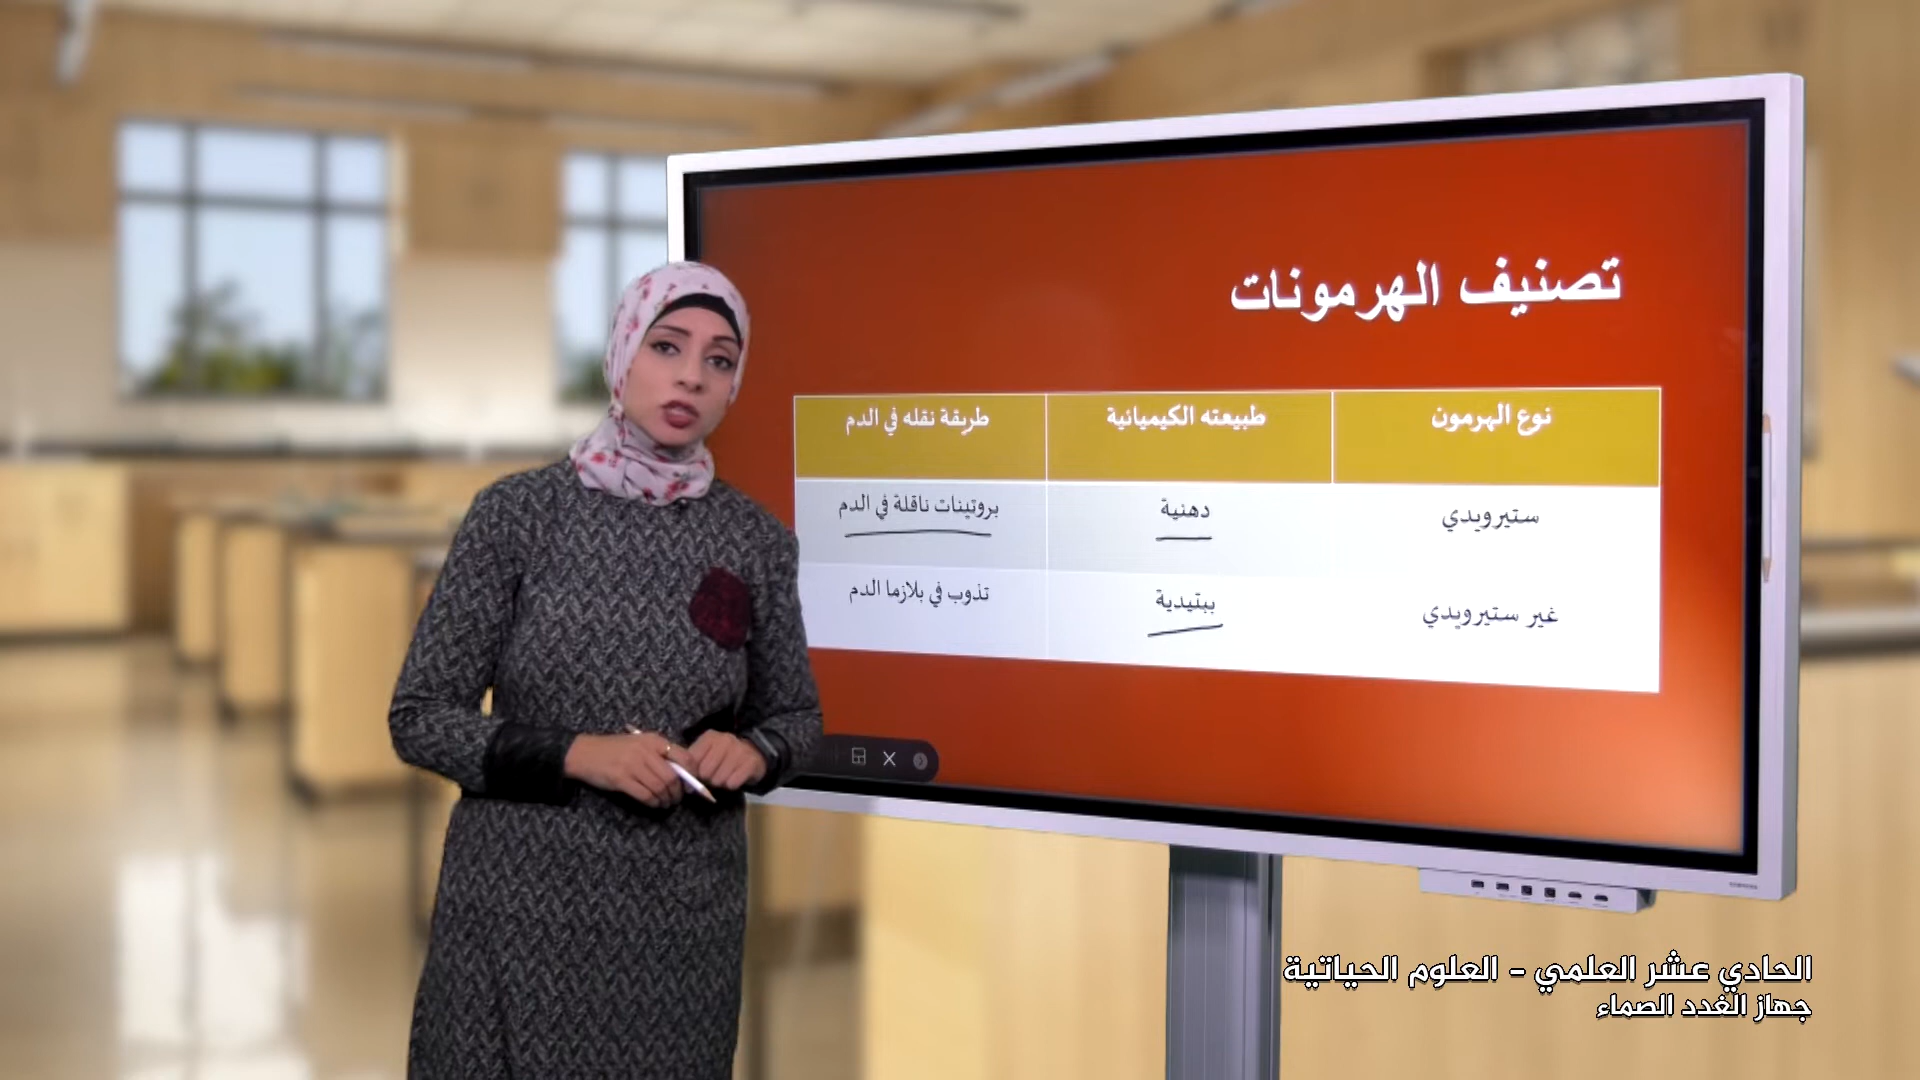 تصنيف الهرمونات
نوع الهرمون طبيعته الكيميائية طريقة نقله في الدم
ستيرويدي دهنية بروتينات ناقلة في الدم
غير ستيرويدي ببتيدية تذوب في بلازما الدم
الحادي عشر العلمي - العلوم الحياتية
جهاز الغدد الصماء